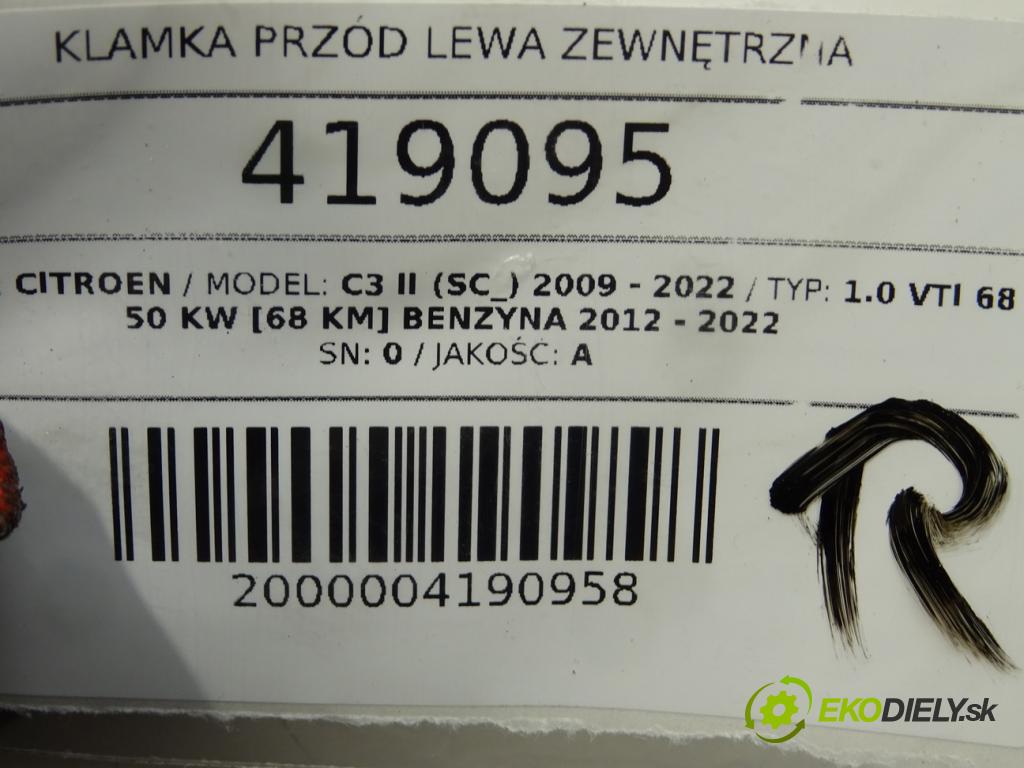 KLAMKA PRZÓD LEWA ZEWNĘTRZNA
419095
CITROEN / MODEL: C3 II (SC_) 2009 - 2022 / TYP: 1.0 VTI 68
50 KW [68 KM] BENZYNA 2012 - 2022
SN: 0 / JAKOŚĆ: A
2000004190958
R
EKODIELY.sk